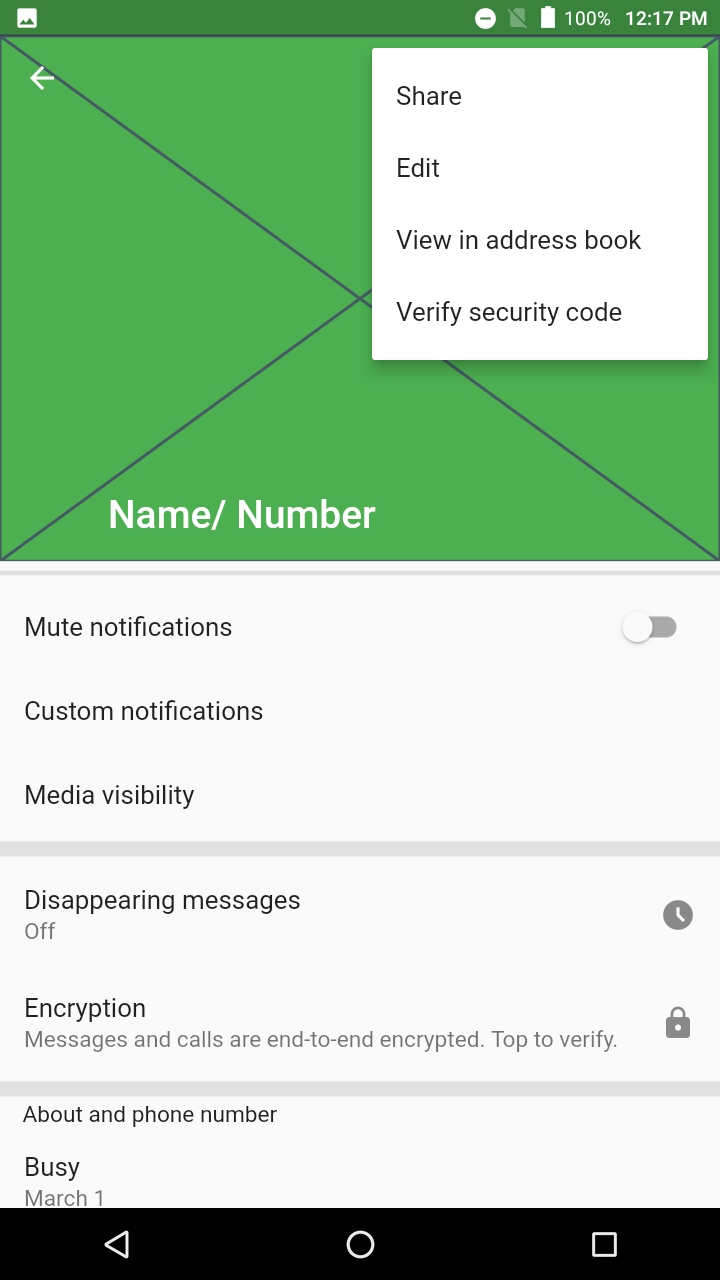 100% 12:17 PM
Share
Edit
View in address book
Verify security code
Name/ Number
Mute notifications
Custom notifications
Media visibility
Disappearing messages
Off
Encryption
Messages and calls are end-to-end encrypted. Top to verify.
About and phone number
Busy
March 1